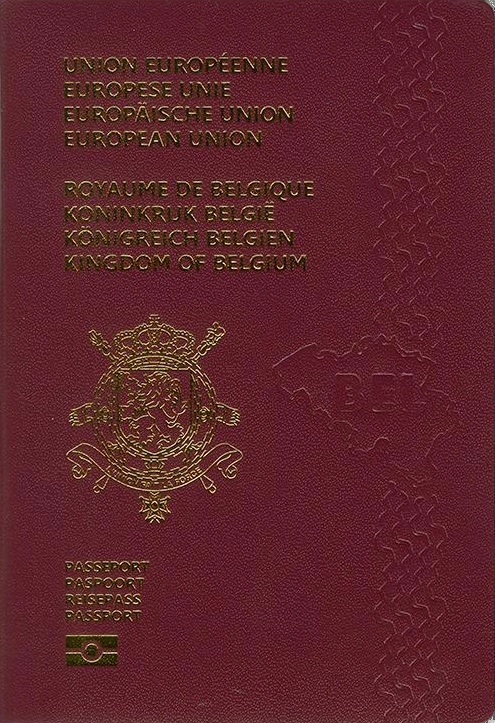 UNION EUROPÉENNE
EUROPESE UNIE
EUROPÄISCHE UNION
EUROPEAN UNION
ROYAUME DE BELGIQUE
KONINKRIJK BELGIË
KÖNIGREICH BELGIEN
KINGDOM OF BELGIUM
BEL
PASSEPORT
PASPOORT
REISEPASS
PASSPORT